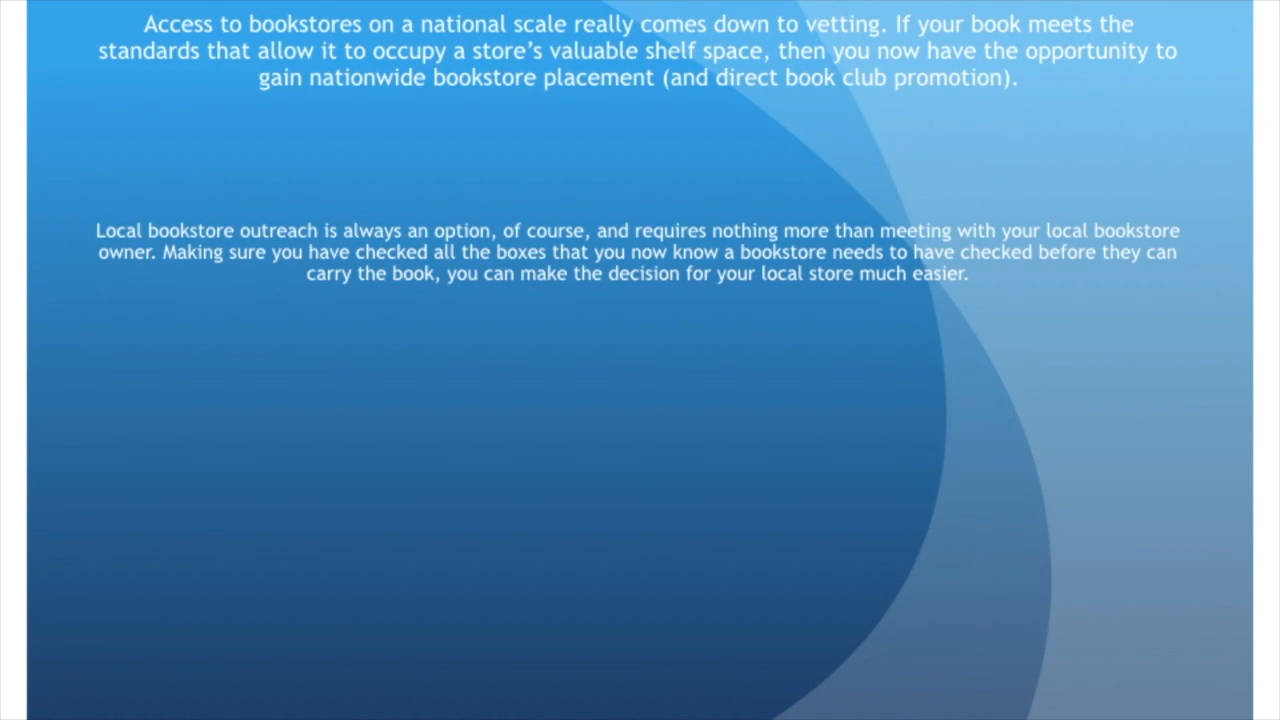 Access to bookstores on a national scale really comes down to vetting. If your book meets the
standards that allow it to occupy a store’s valuable shelf space, then you now have the opportunity to
gain nationwide bookstore placement (and direct book club promotion).
Local bookstore outreach is always an option, of course, and requires nothing more than meeting with your local bookstore
owner. Making sure you have checked all the boxes that you now know a bookstore needs to have checked before they can
carry the book, you can make the decision for your local store much easier.